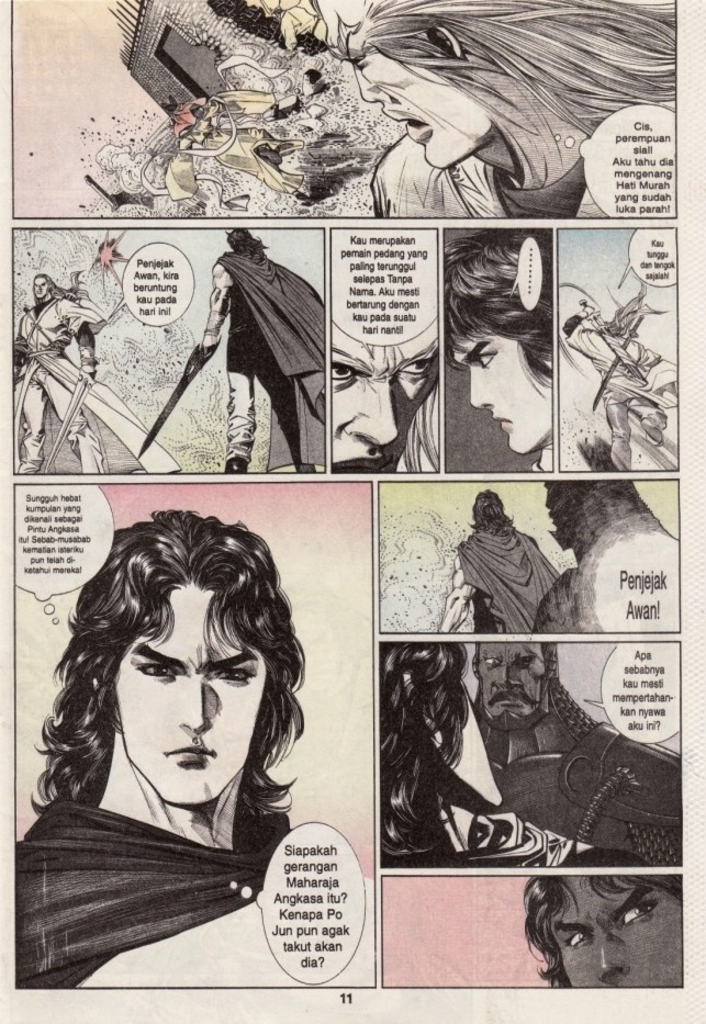 Cis,
perempuan
sial!
Aku tahu dia
mengenang
Hati Murah
yang sudah
luka parah!
Penjejak
Awan, kira
beruntung
kau pada
hari ini!
Kau merupakan
pemain pedang yang
paling terunggul
selepas Tanpa
Nama. Aku mesti
bertarung dengan
kau pada suatu
hari nanti!
.........
Kau
tunggu
dan tengok
sajalah!
Sungguh hebat
kumpulan yang
dikenali sebagai
Pintu Angkasa
itu! Sebab-musabab
kematian isteriku
pun telah di-
ketahui mereka!
Siapakah
gerangan
Maharaja
Angkasa itu?
Kenapa Po
Jun pun agak
takut akan
dia?
Penjejak
Awan!
Apa
sebabnya
kau mesti
mempertahan-
kan nyawa
aku ini?
11